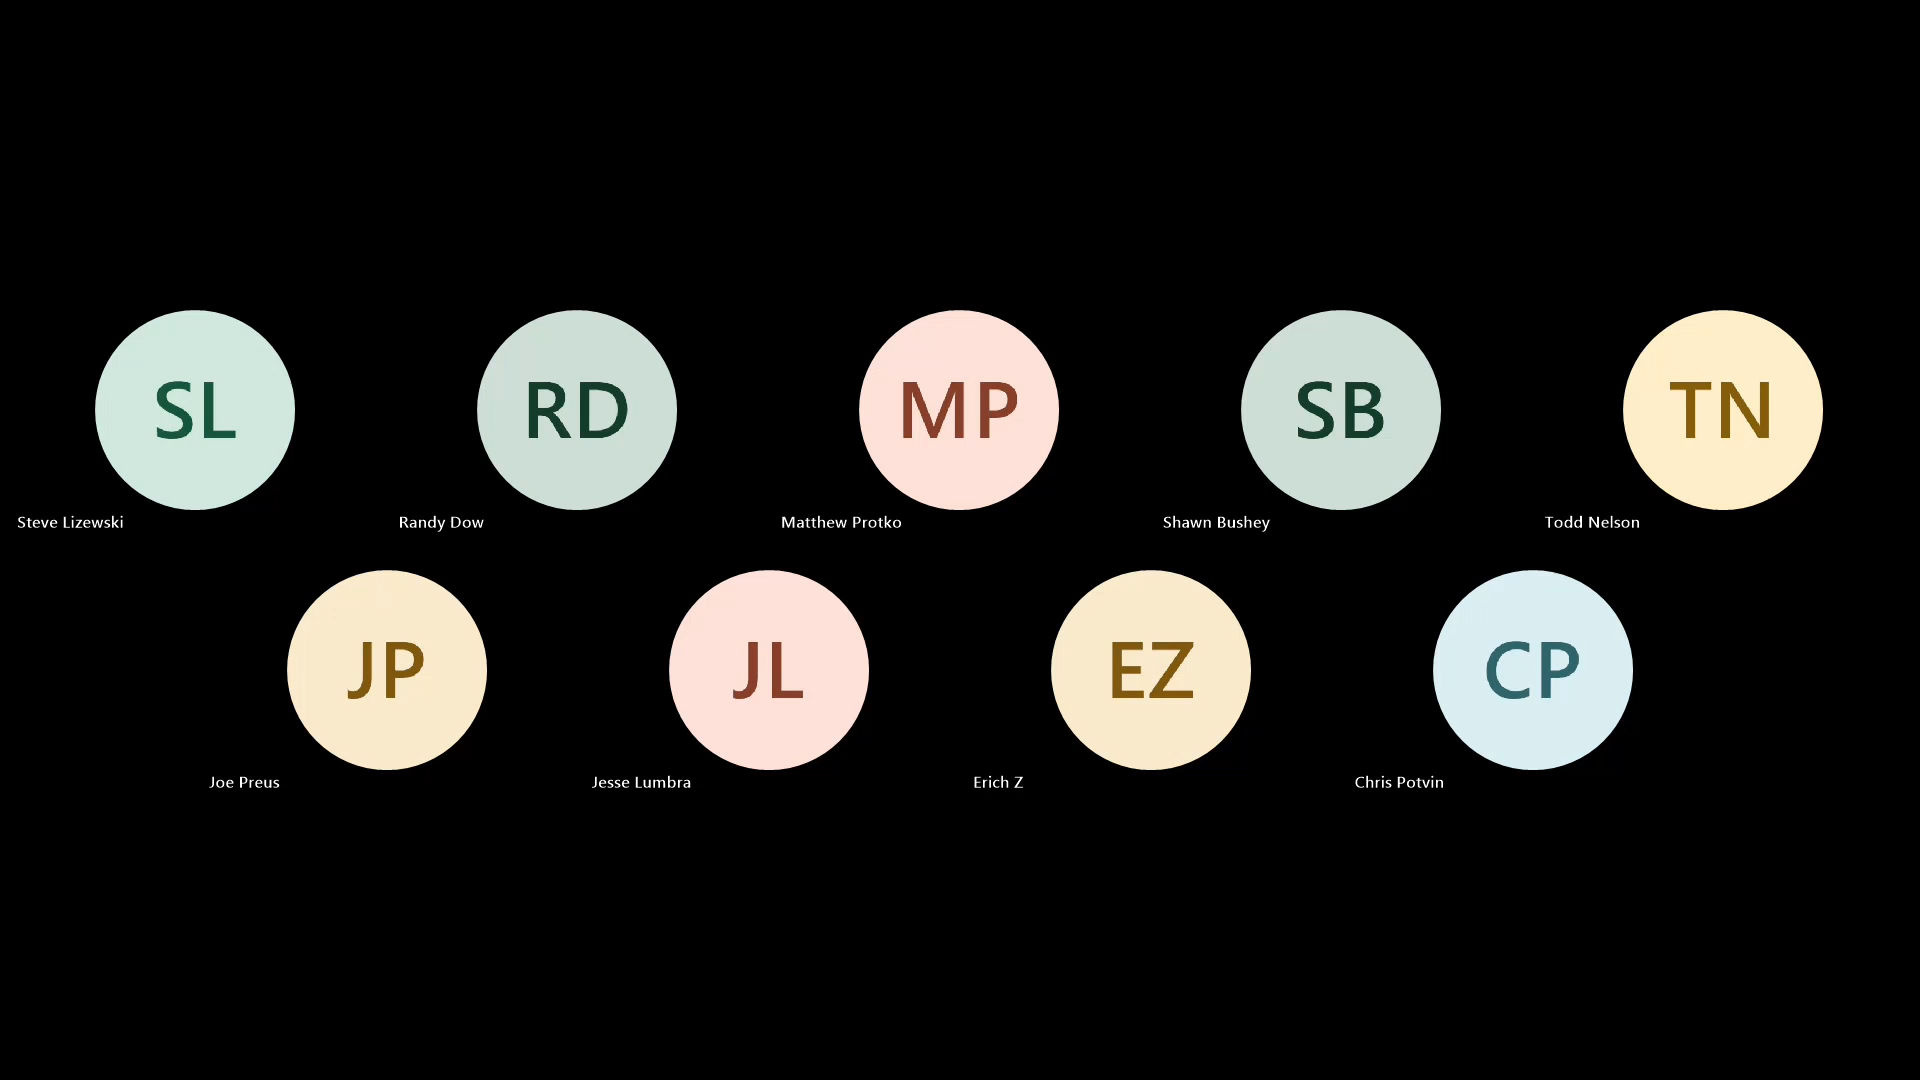 SL
RD
MP
SB
TN
Steve Lizewski
Randy Dow
Matthew Protko
Shawn Bushey
Todd Nelson
JP
JL
EZ
CP
Joe Preus
Jesse Lumbra
Erich Z
Chris Potvin